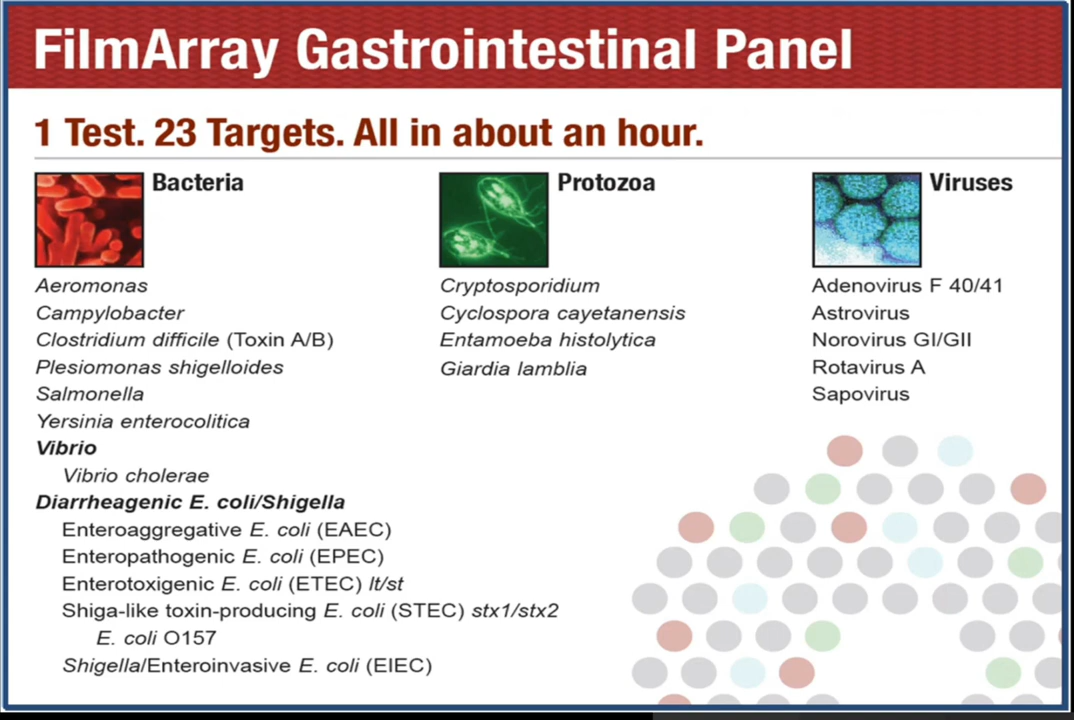 FilmArray Gastrointestinal Panel
1 Test. 23 Targets. All in about an hour.
Bacteria
Aeromonas
Campylobacter
Clostridium difficile (Toxin A/B)
Plesiomonas shigelloides
Salmonella
Yersinia enterocolitica
Vibrio
Vibrio cholerae
Diarrheagenic E. coli/Shigella
Enteroaggregative E. coli (EAEC)
Enteropathogenic E. coli (EPEC)
Enterotoxigenic E. coli (ETEC) lt/st
Shiga-like toxin-producing E. coli (STEC) stx1/stx2
E. coli O157
Shigella/Enteroinvasive E. coli (EIEC)
Protozoa
Cryptosporidium
Cyclospora cayetanensis
Entamoeba histolytica
Giardia lamblia
Viruses
Adenovirus F 40/41
Astrovirus
Norovirus GI/GII
Rotavirus A
Sapovirus